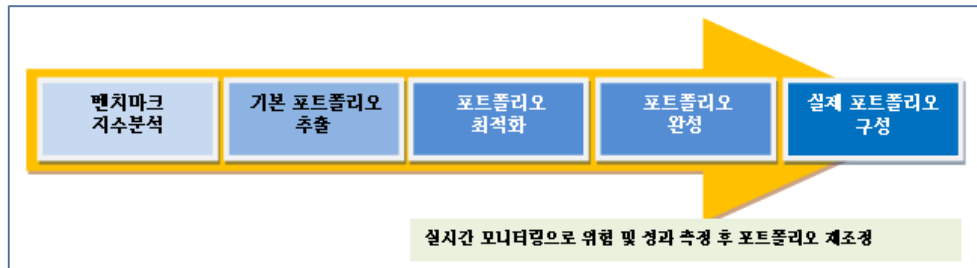 벤치마크
지수분석
기본 포트폴리오
추출
포트폴리오
최적화
포트폴리오
완성
실제 포트폴리오
구성
실시간 모니터링으로 위험 및 성과 측정 후 포트폴리오 재조정